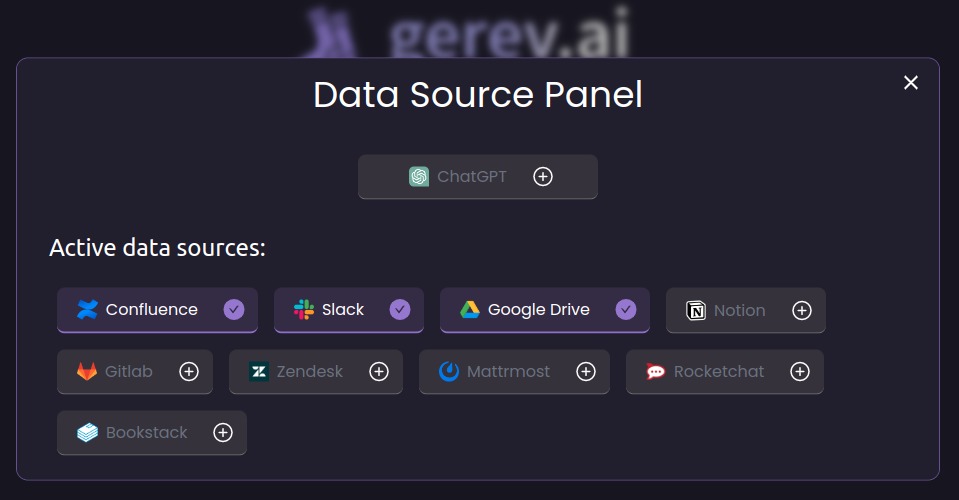 gerev.ai
Data Source Panel
ChatGPT
Active data sources:
Confluence Slack Google Drive Notion
Gitlab Zendesk Mattrmost Rocketchat
Bookstack